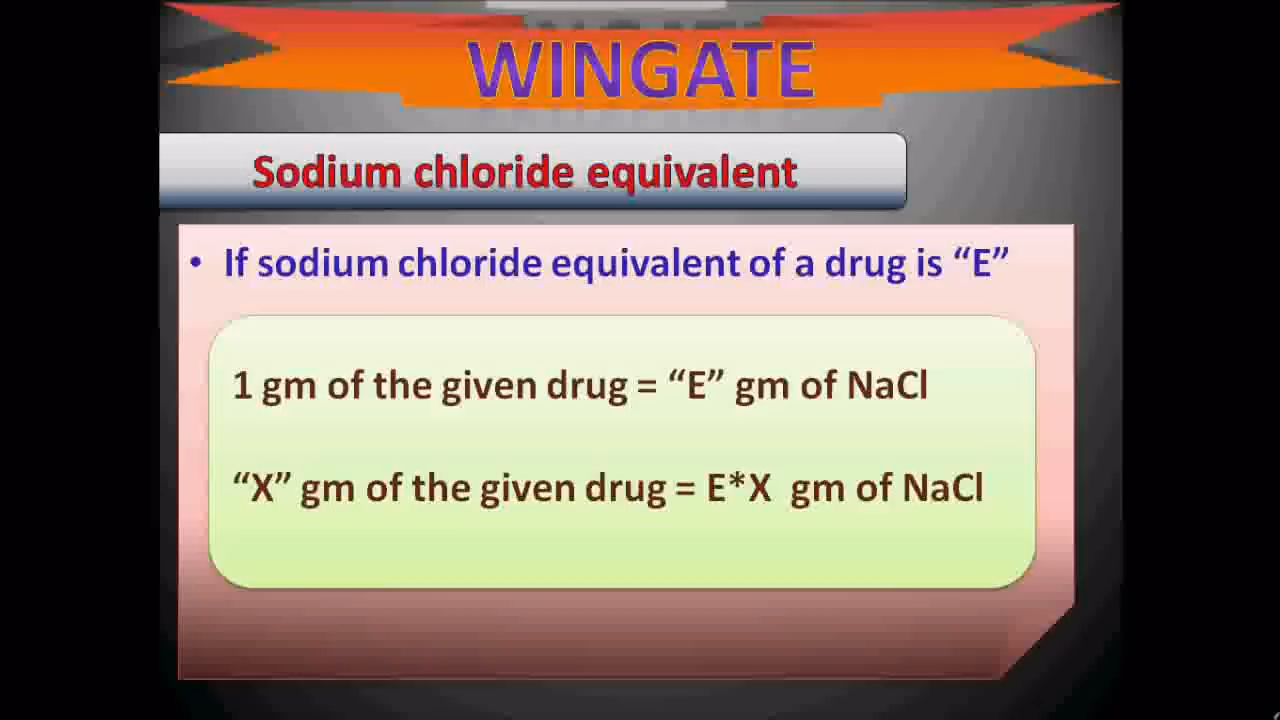 WINGATE
Sodium chloride equivalent
• If sodium chloride equivalent of a drug is “E”
1 gm of the given drug = “E” gm of NaCl
“X” gm of the given drug = E*X gm of NaCl